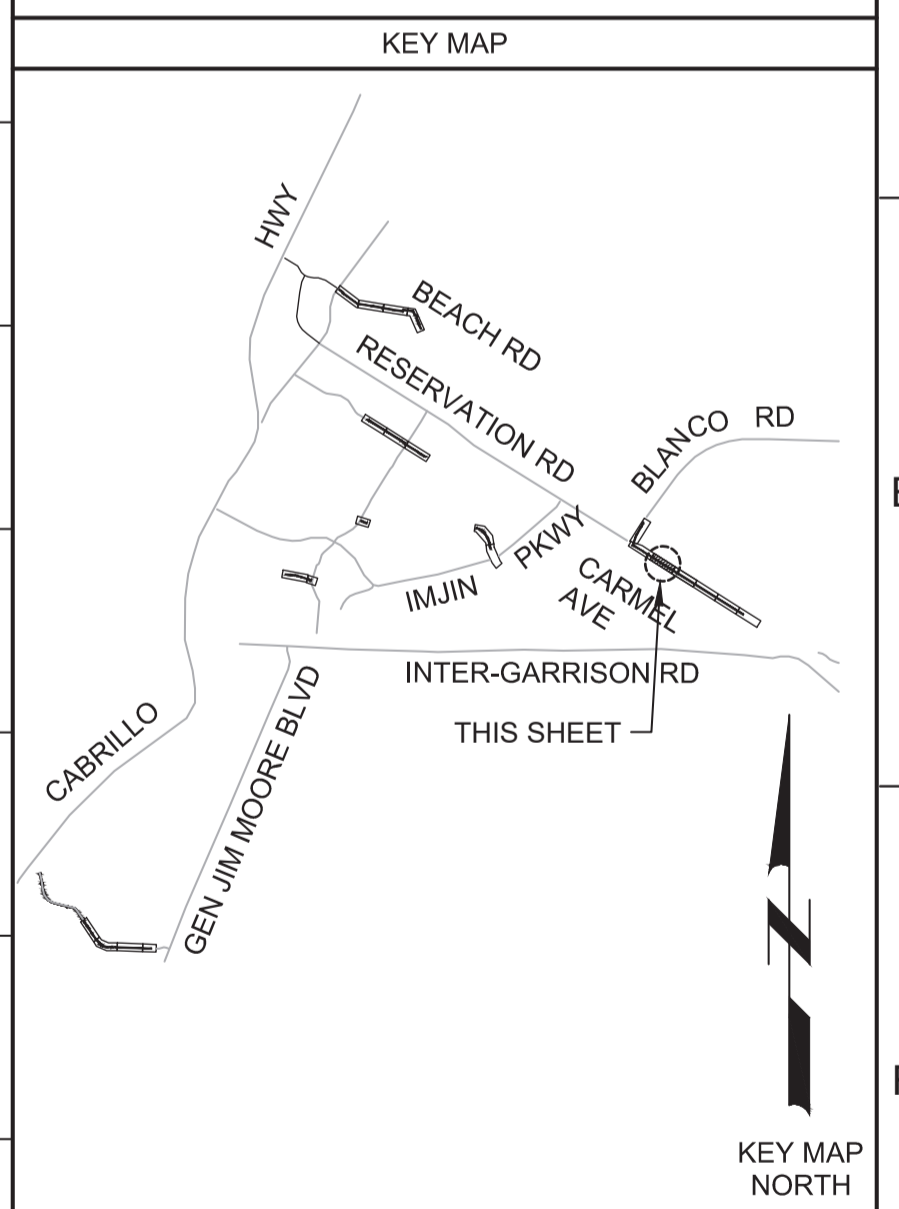 KEY MAP
HWY
BEACH RD
RESERVATION RD
BLANCO RD
IMJIN PKWY
CARMEL
AVE
INTER-GARRISON RD
THIS SHEET
CABRILLO
GEN JIM MOORE BLVD
N
KEY MAP
NORTH